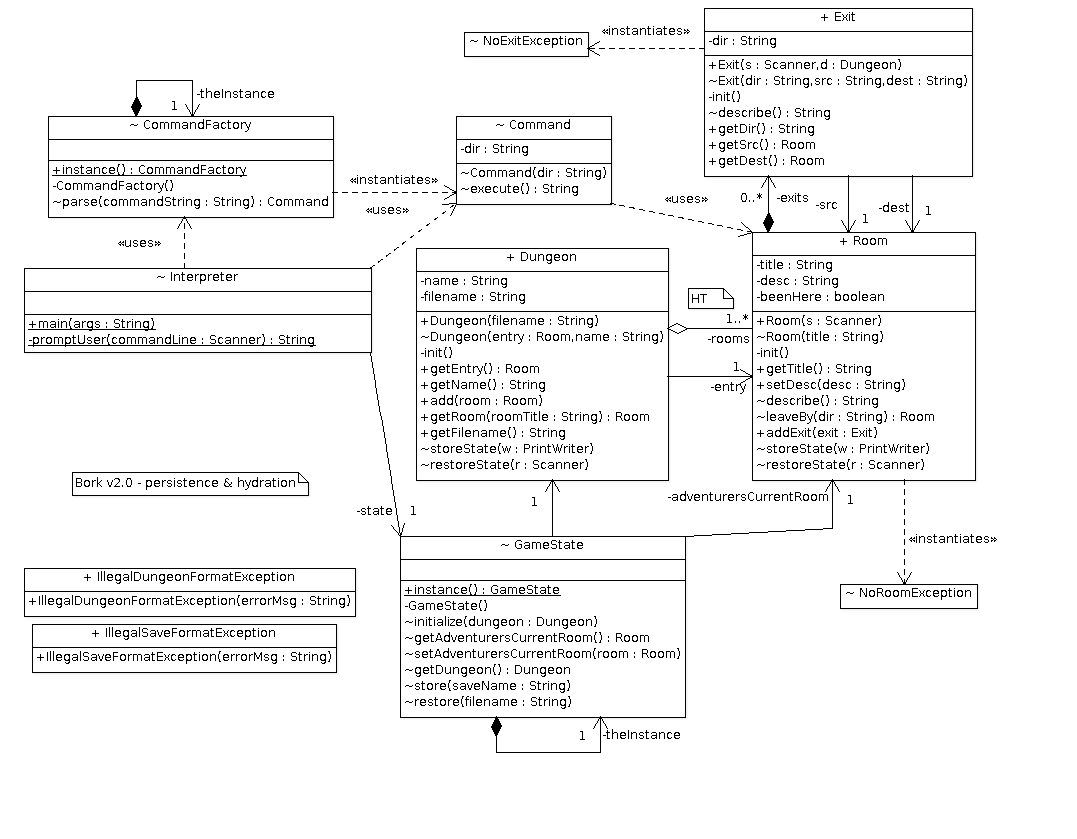 + Exit
-dir : String
+Exit(s : Scanner,d : Dungeon)
~Exit(dir : String,src : String,dest : String)
-init()
~describe() : String
+getDir() : String
+getSrc() : Room
+getDest() : Room
«instantiates»
~ NoExitException
-theInstance
1
~ CommandFactory
+instance() : CommandFactory
-CommandFactory()
~parse(commandString : String) : Command
«instantiates»
«uses»
~ Command
-dir : String
~Command(dir : String)
~execute() : String
«uses»
0..*
-exits
-src
1
-dest
1
«uses»
~ Interpreter
+main(args : String)
-promptUser(commandLine : Scanner) : String
+ Dungeon
-name : String
-filename : String
+Dungeon(filename : String)
~Dungeon(entry : Room,name : String)
-init()
+getEntry() : Room
+getName() : String
+add(room : Room)
+getRoom(roomTitle : String) : Room
+getFilename() : String
~storeState(w : PrintWriter)
~restoreState(r : Scanner)
HT
1..*
-rooms
1
-entry
+ Room
-title : String
-desc : String
-beenHere : boolean
+Room(s : Scanner)
~Room(title : String)
-init()
+getTitle() : String
+setDesc(desc : String)
~describe() : String
~leaveBy(dir : String) : Room
+addExit(exit : Exit)
~storeState(w : PrintWriter)
~restoreState(r : Scanner)
Bork v2.0 - persistence & hydration
-state
1
1
-adventurersCurrentRoom
1
«instantiates»
~ NoRoomException
~ GameState
+instance() : GameState
-GameState()
~initialize(dungeon : Dungeon)
~getAdventurersCurrentRoom() : Room
~setAdventurersCurrentRoom(room : Room)
~getDungeon() : Dungeon
~store(saveName : String)
~restore(filename : String)
1
-theInstance
+ IllegalDungeonFormatException
+IllegalDungeonFormatException(errorMsg : String)
+ IllegalSaveFormatException
+IllegalSaveFormatException(errorMsg : String)